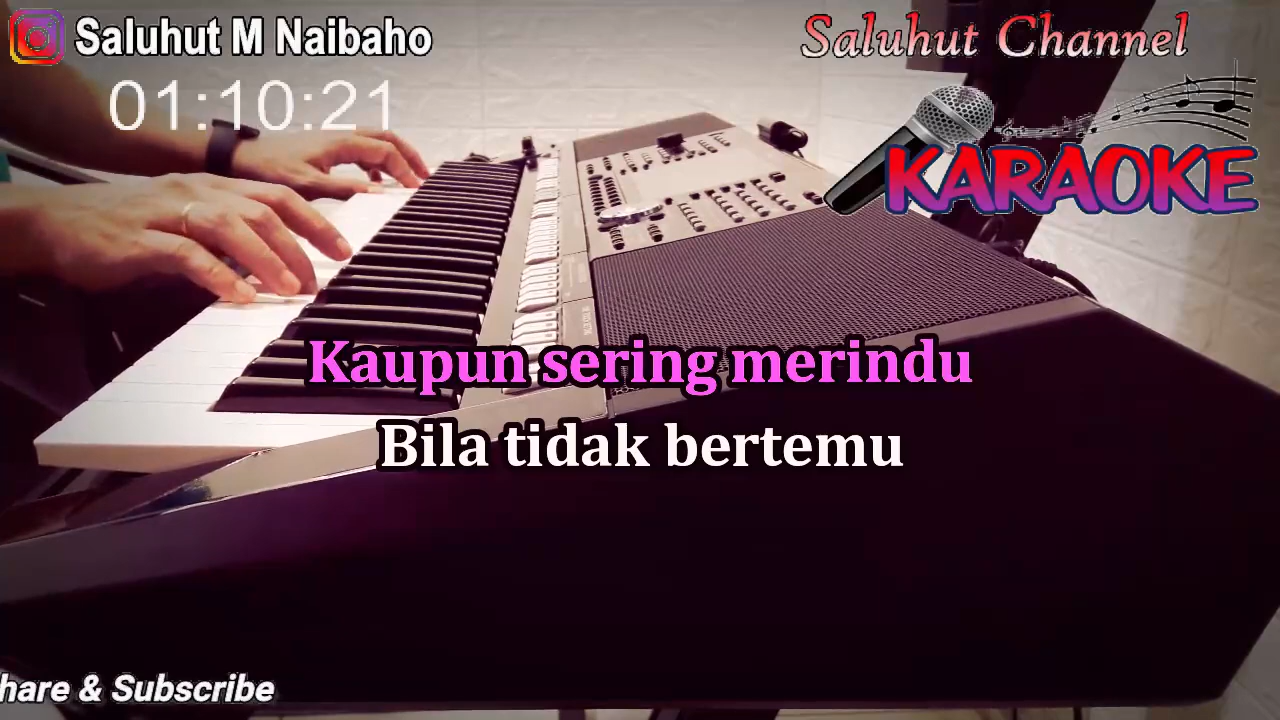 Saluhut M Naibaho
Saluhut Channel
01:10:21
KARAOKE
Kaupun sering merindu
Bila tidak bertemu
hare & Subscribe